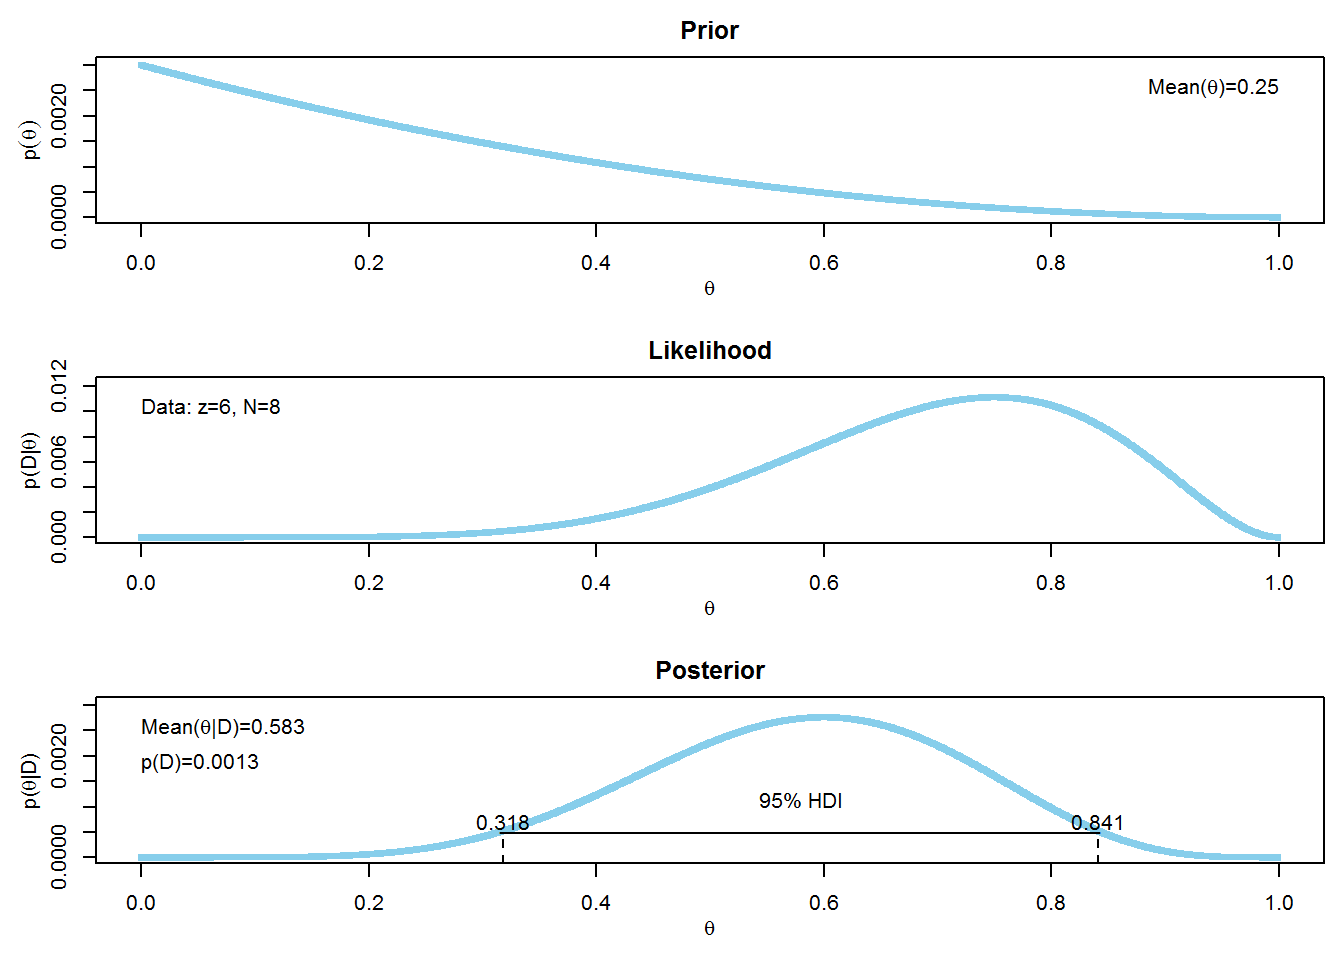 Prior
Mean(θ)=0.25
p(θ)
0.0020
0.0000
0.0 0.2 0.4 0.6 0.8 1.0
θ
Likelihood
Data: z=6, N=8
p(D|θ)
0.012
0.006
0.000
0.0 0.2 0.4 0.6 0.8 1.0
θ
Posterior
Mean(θ|D)=0.583
p(D)=0.0013
p(θ|D)
0.0020
0.0000
95% HDI
0.318 0.841
0.0 0.2 0.4 0.6 0.8 1.0
θ